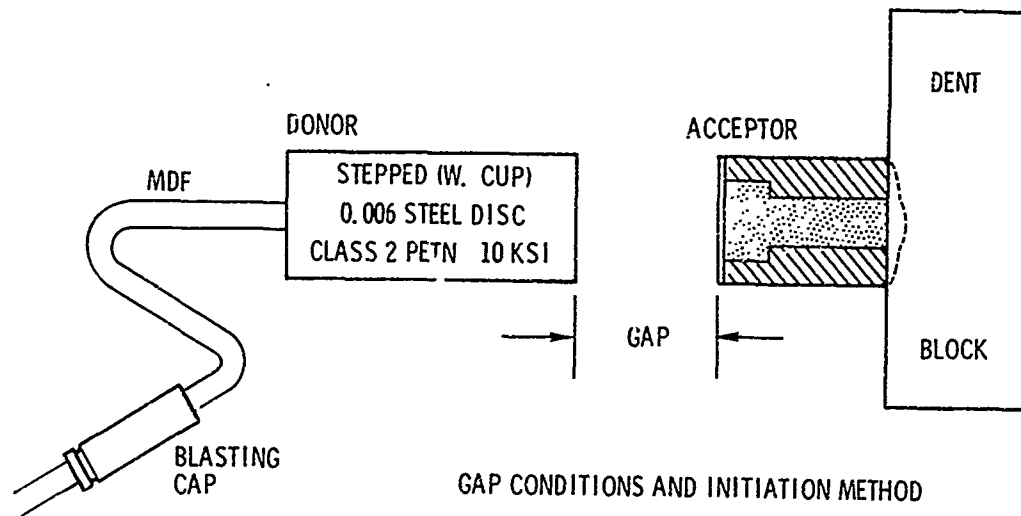 DENT
DONOR
ACCEPTOR
MDF
STEPPED (W. CUP)
0.006 STEEL DISC
CLASS 2 PETN 10 KSI
GAP
BLOCK
BLASTING
CAP
GAP CONDITIONS AND INITIATION METHOD